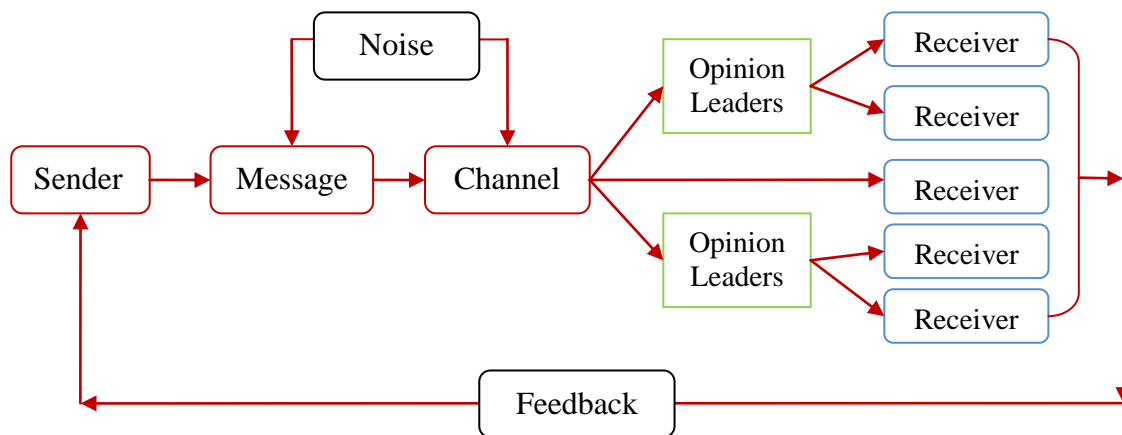 Noise
Receiver
Opinion
Leaders
Receiver
Sender
Message
Channel
Receiver
Opinion
Leaders
Receiver
Receiver
Feedback